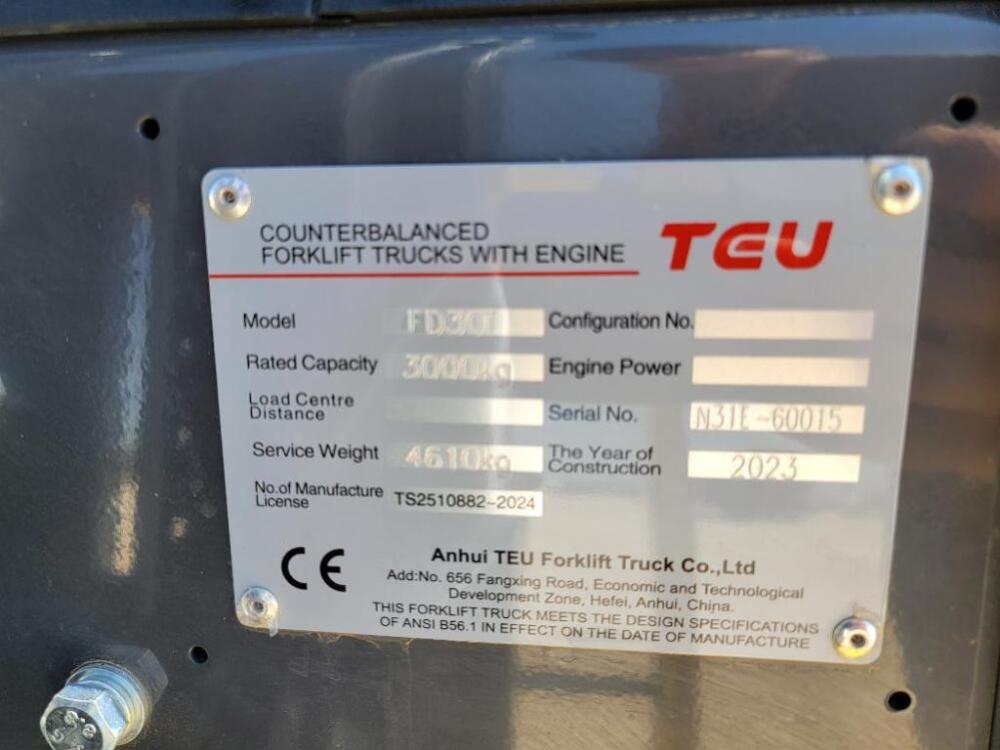 COUNTERBALANCED
FORKLIFT TRUCKS WITH ENGINE
TEU
Model
Configuration No.
Rated Capacity 3000kg
Engine Power
Load Centre
Distance
Serial No. N31E-60015
Service Weight 4610kg
The Year of
Construction 2023
No.of Manufacture
License TS2510882-2024
CE
Anhui TEU Forklift Truck Co.,Ltd
Add:No. 656 Fangxing Road, Economic and Technological
Development Zone, Hefei, Anhui, China.
THIS FORKLIFT TRUCK MEETS THE DESIGN SPECIFICATIONS
OF ANSI B56.1 IN EFFECT ON THE DATE OF MANUFACTURE